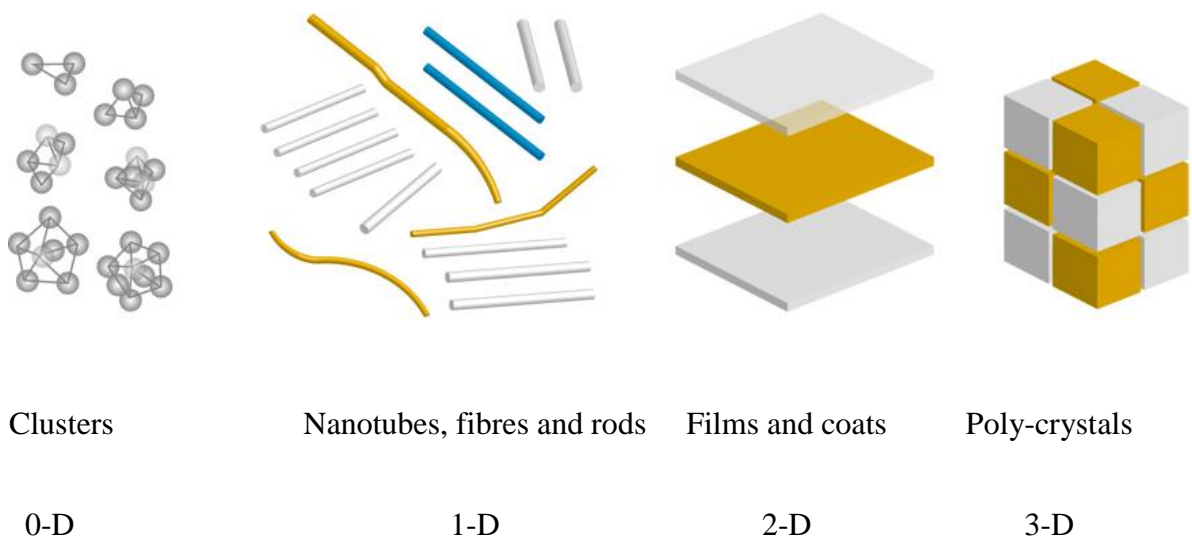 Clusters Nanotubes, fibres and rods Films and coats Poly-crystals
0-D 1-D 2-D 3-D